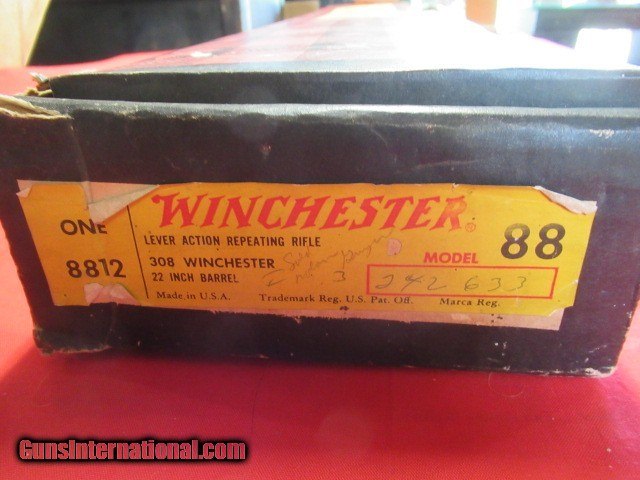 ONE
8812
WINCHESTER®
LEVER ACTION REPEATING RIFLE
308 WINCHESTER
22 INCH BARREL
MODEL 88
3
242 633
Made in U.S.A. Trademark Reg. U.S. Pat. Off. Marca Reg.
GunsInternational.com